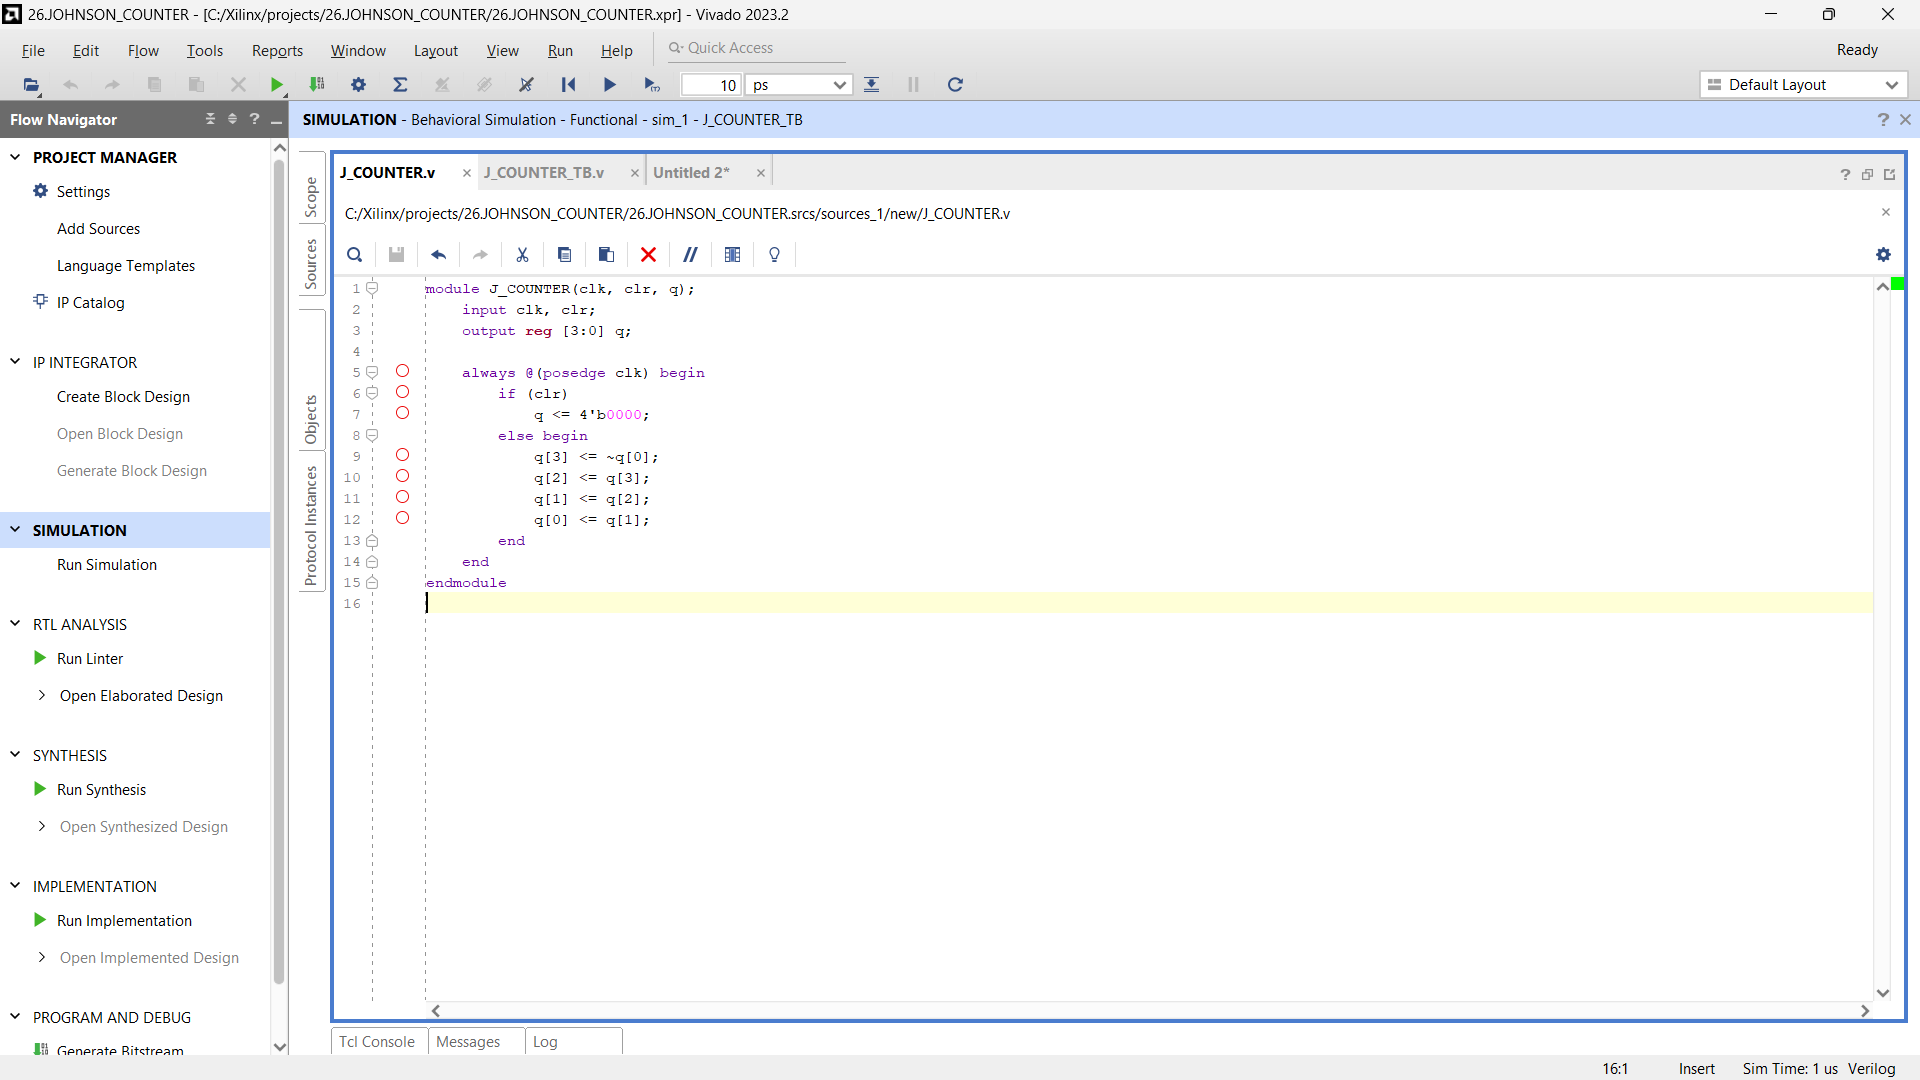 26.JOHNSON_COUNTER - [C:/Xilinx/projects/26.JOHNSON_COUNTER/26.JOHNSON_COUNTER.xpr] - Vivado 2023.2
File Edit Flow Tools Reports Window Layout View Run Help Quick Access Ready
10 ps Default Layout
Flow Navigator
SIMULATION - Behavioral Simulation - Functional - sim_1 - J_COUNTER_TB
PROJECT MANAGER
Settings
Add Sources
Language Templates
IP Catalog
IP INTEGRATOR
Create Block Design
Open Block Design
Generate Block Design
SIMULATION
Run Simulation
RTL ANALYSIS
Run Linter
Open Elaborated Design
SYNTHESIS
Run Synthesis
Open Synthesized Design
IMPLEMENTATION
Run Implementation
Open Implemented Design
PROGRAM AND DEBUG
Generate Bitstream
Scope
Sources
Objects
Protocol Instances
J_COUNTER.v J_COUNTER_TB.v Untitled 2*
C:/Xilinx/projects/26.JOHNSON_COUNTER/26.JOHNSON_COUNTER.srcs/sources_1/new/J_COUNTER.v
1 module J_COUNTER(clk, clr, q);
2 input clk, clr;
3 output reg [3:0] q;
4
5 always @(posedge clk) begin
6 if (clr)
7 q <= 4'b0000;
8 else begin
9 q[3] <= ~q[0];
10 q[2] <= q[3];
11 q[1] <= q[2];
12 q[0] <= q[1];
13 end
14 end
15 endmodule
16
Tcl Console Messages Log
16:1 Insert Sim Time: 1 us Verilog